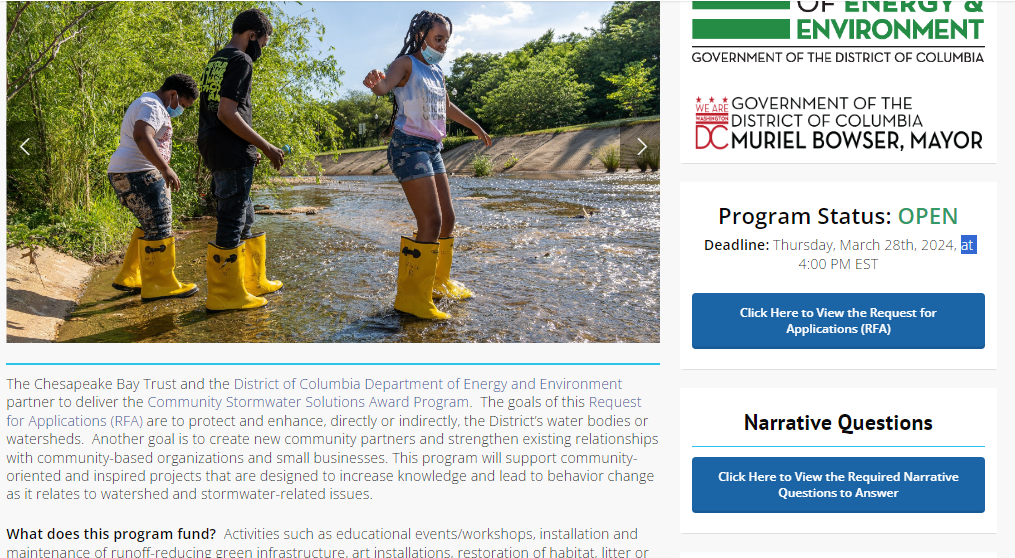 OF ENERGY &
ENVIRONMENT
GOVERNMENT OF THE DISTRICT OF COLUMBIA
WE ARE
WASHINGTON
DC
GOVERNMENT OF THE
DISTRICT OF COLUMBIA
MURIEL BOWSER, MAYOR
Program Status: OPEN
Deadline: Thursday, March 28th, 2024, at
4:00 PM EST
Click Here to View the Request for
Applications (RFA)
The Chesapeake Bay Trust and the District of Columbia Department of Energy and Environment
partner to deliver the Community Stormwater Solutions Award Program.  The goals of this Request
for Applications (RFA) are to protect and enhance, directly or indirectly, the District's water bodies or
watersheds.  Another goal is to create new community partners and strengthen existing relationships
with community-based organizations and small businesses. This program will support community-
oriented and inspired projects that are designed to increase knowledge and lead to behavior change
as it relates to watershed and stormwater-related issues.
What does this program fund?  Activities such as educational events/workshops, installation and
maintenance of runoff-reducing green infrastructure, art installations, restoration of habitat, litter or
Narrative Questions
Click Here to View the Required Narrative
Questions to Answer